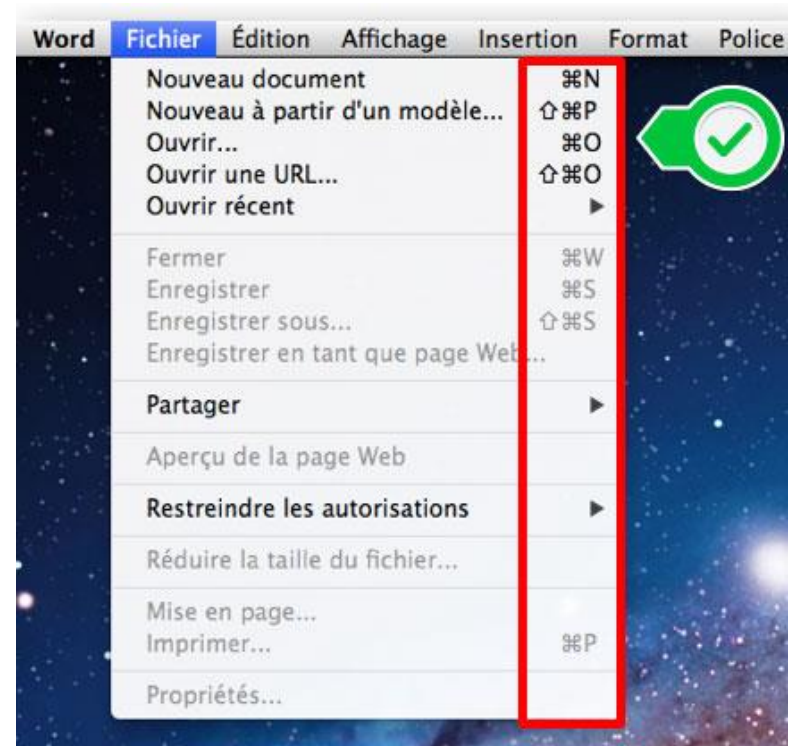 Word Fichier Édition Affichage Insertion Format Police
Nouveau document ⌘N
Nouveau à partir d'un modèle... ⇧⌘P
Ouvrir... ⌘O
Ouvrir une URL... ⇧⌘O
Ouvrir récent ▶
Fermer ⌘W
Enregistrer ⌘S
Enregistrer sous... ⇧⌘S
Enregistrer en tant que page Web...
Partager ▶
Aperçu de la page Web
Restreindre les autorisations ▶
Réduire la taille du fichier...
Mise en page...
Imprimer... ⌘P
Propriétés...